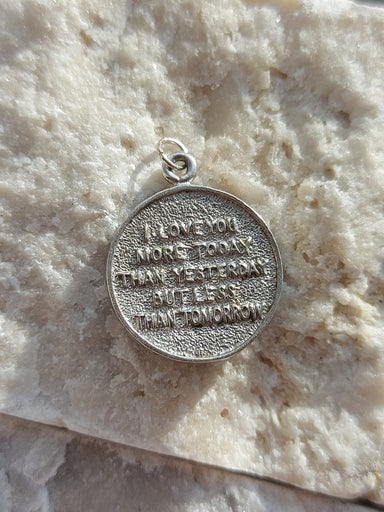 I LOVE YOU
MORE TODAY
THAN YESTERDAY
BUT LESS
THAN TOMORROW